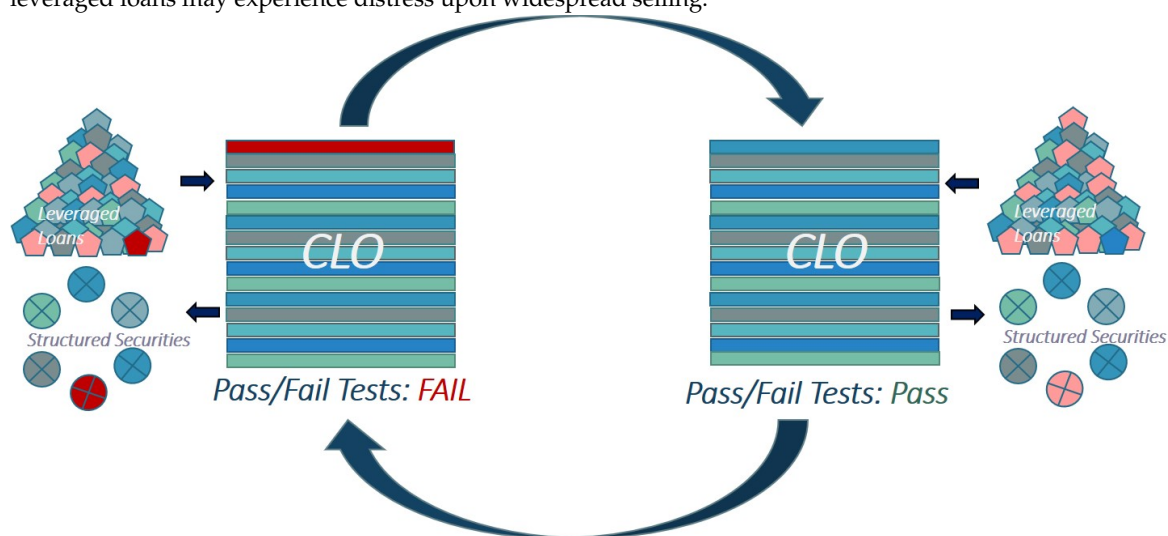 leveraged loans may experience distress upon widespread selling.
Leveraged
Loans
CLO
Structured Securities
Pass/Fail Tests: FAIL
CLO
Leveraged
Loans
Structured Securities
Pass/Fail Tests: Pass